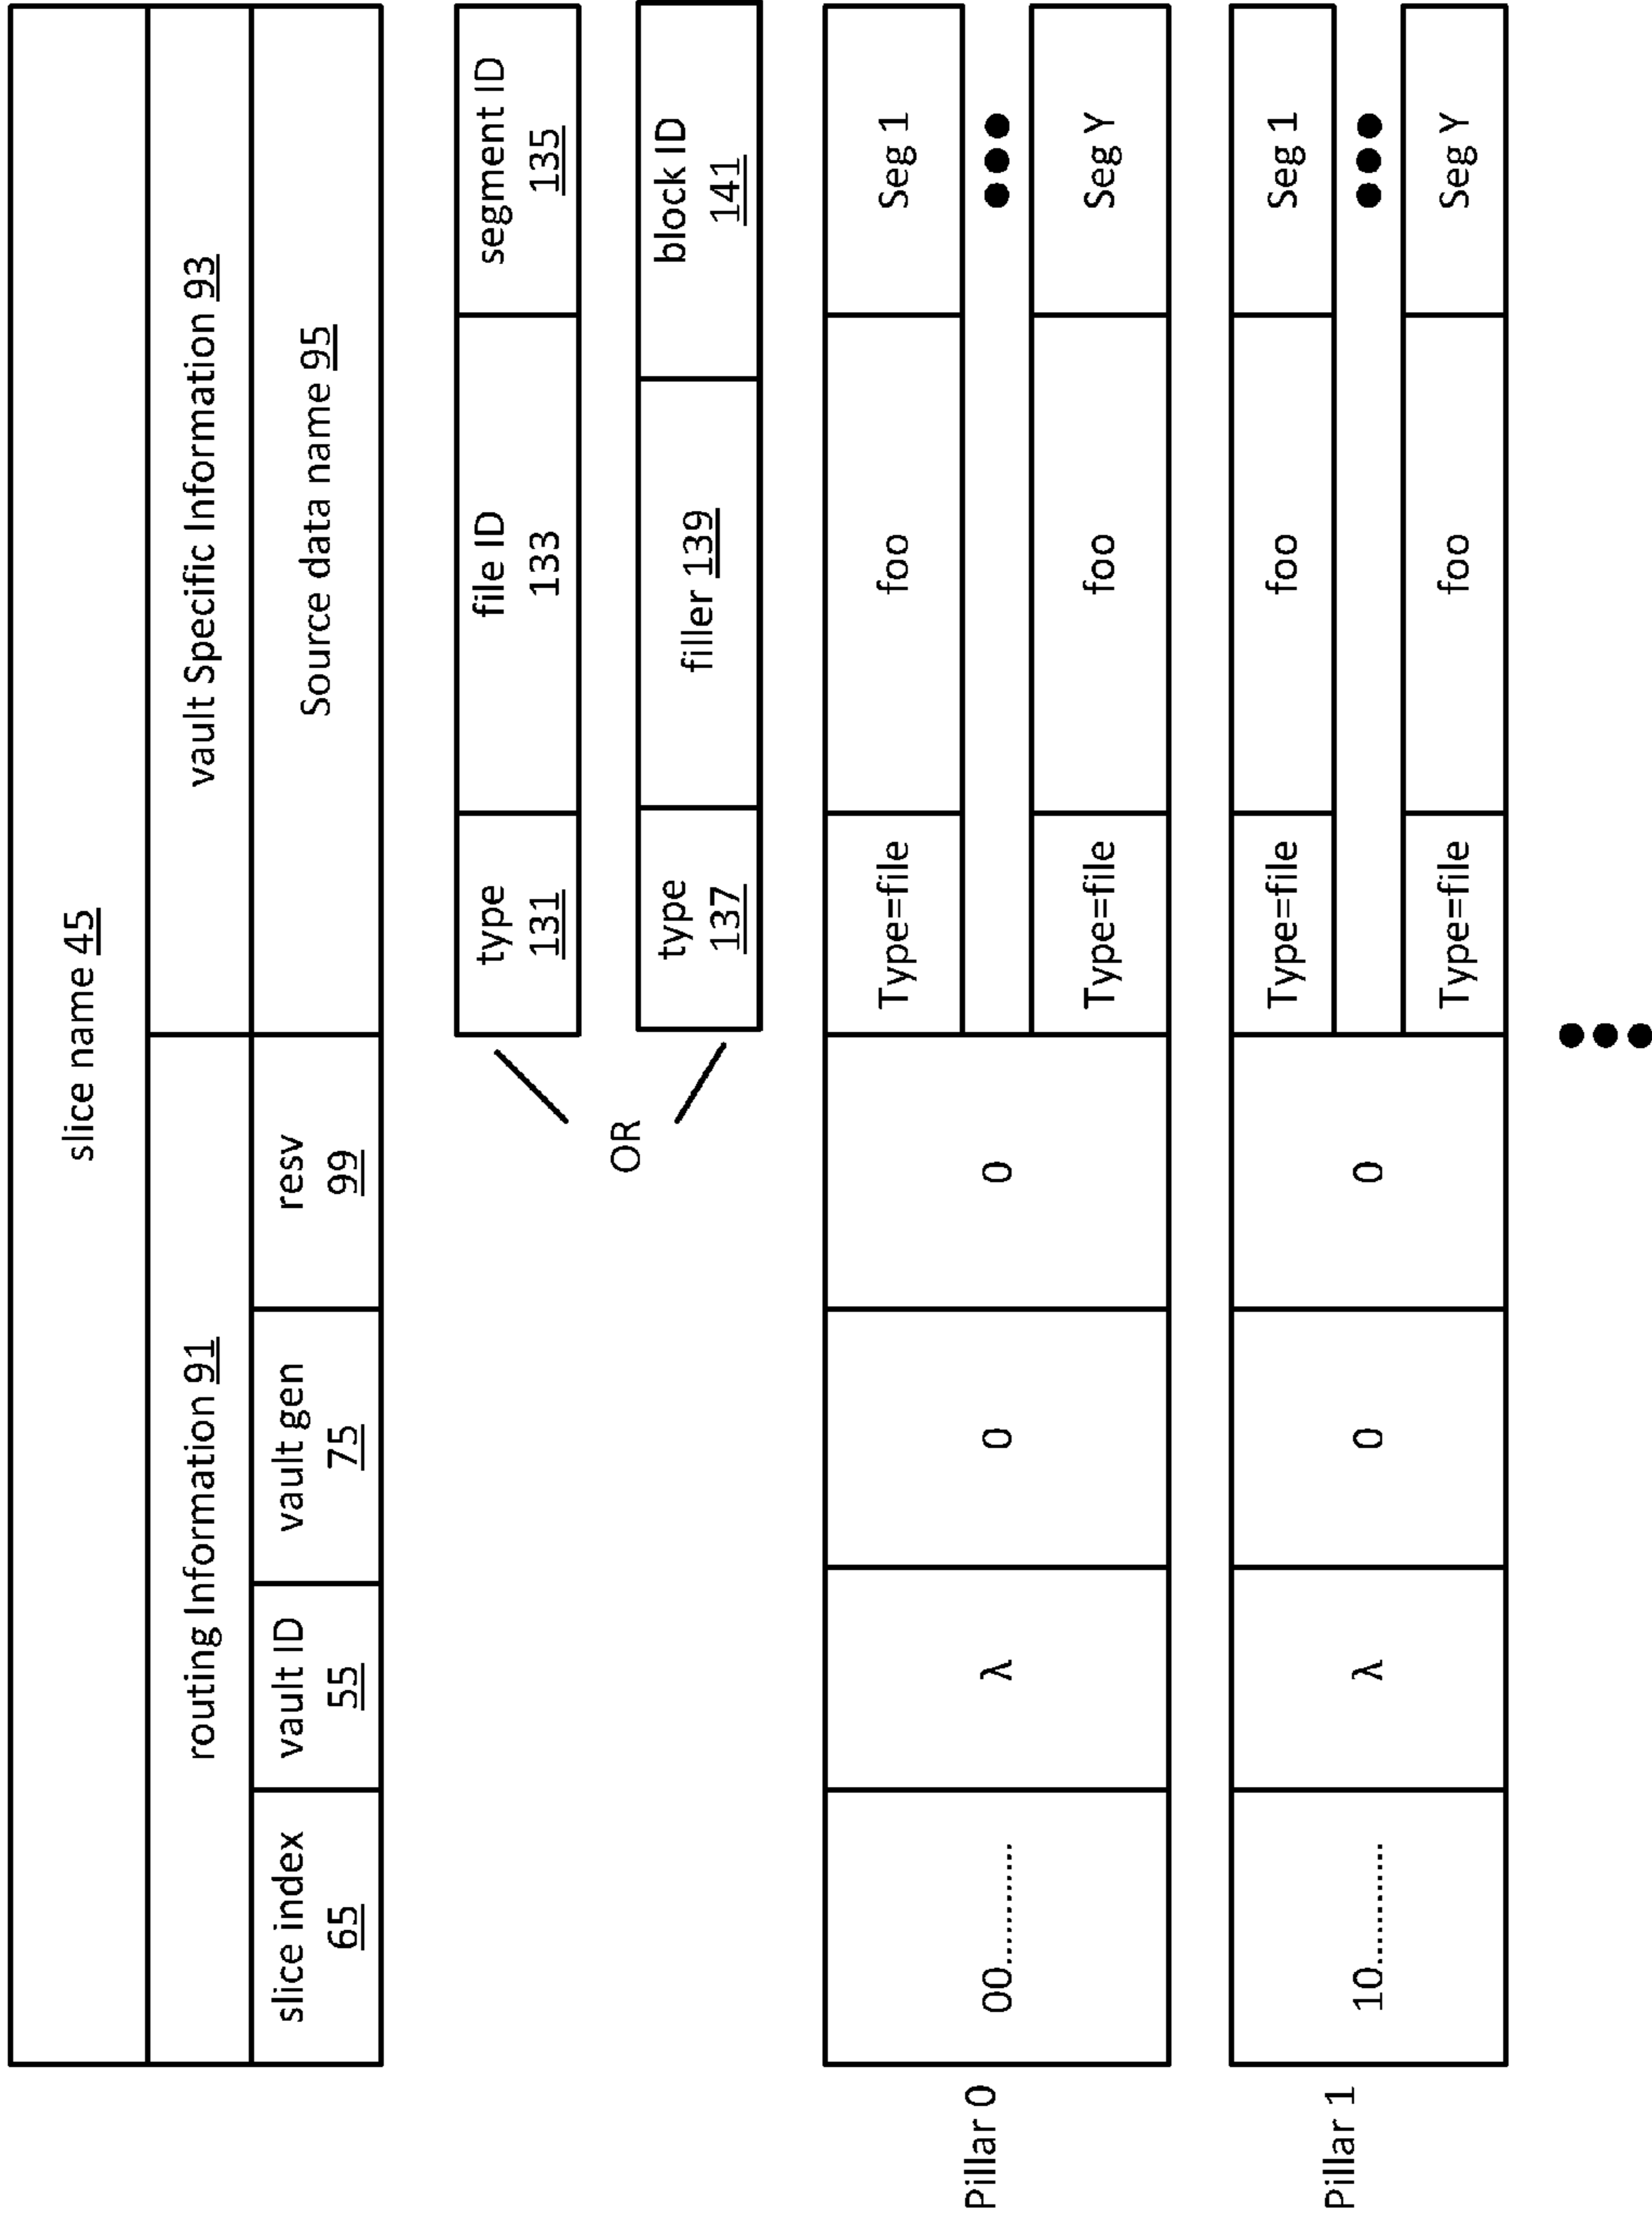 slice name 45
routing Information 91
vault Specific Information 93
slice index
65
vault ID
55
vault gen
75
resv
99
Source data name 95
type
131
file ID
133
segment ID
135
OR
type
137
filler 139
block ID
141
Pillar 0
00............
λ
0
0
Type=file
foo
Seg 1
Type=file
foo
Seg Y
Pillar 1
10............
λ
0
0
Type=file
foo
Seg 1
Type=file
foo
Seg Y